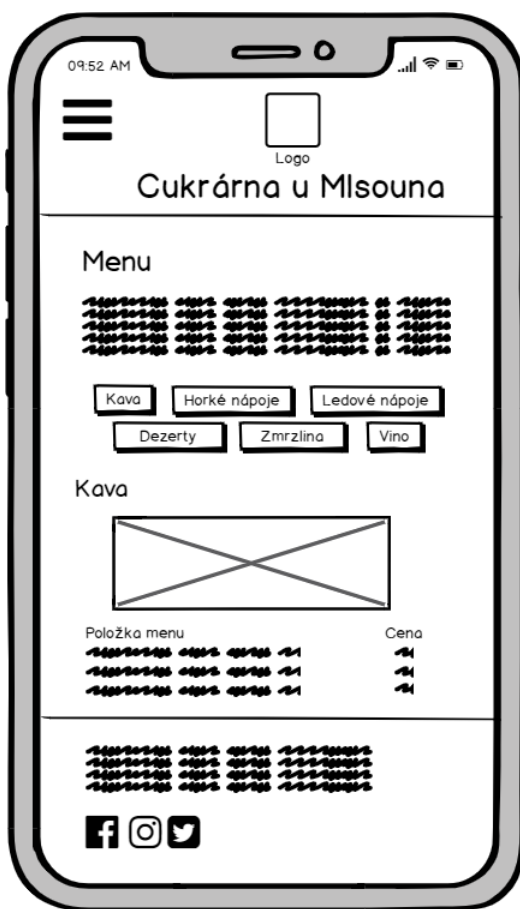 09:52 AM
Logo
Cukrárna u Mlsouna
Menu
Kava
Horké nápoje
Ledové nápoje
Dezerty
Zmrzlina
Vino
Kava
Položka menu
Cena